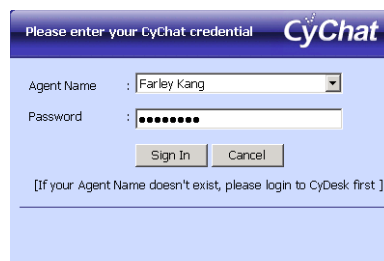 Please enter your CyChat credential CyChat
Agent Name : Farley Kang
Password : ●●●●●●●●
Sign In Cancel
[If your Agent Name doesn't exist, please login to CyDesk first ]